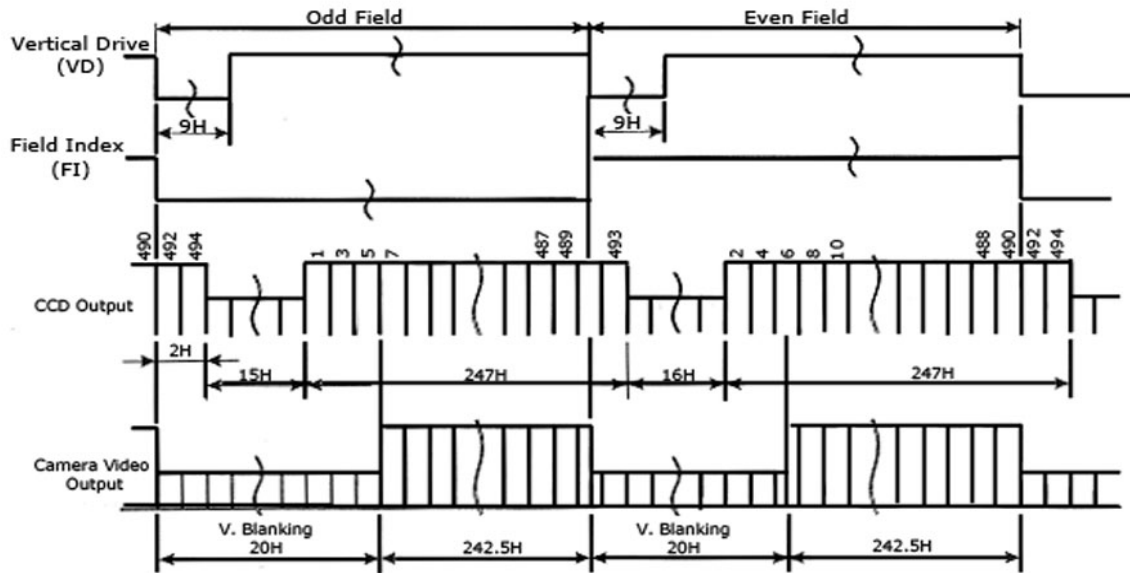 Odd Field
Even Field
Vertical Drive
(VD)
9H
9H
Field Index
(FI)
490
492
494
1
3
5
7
487
489
493
2
4
6
8
10
488
490
492
494
CCD Output
2H
15H
247H
16H
247H
Camera Video
Output
V. Blanking
20H
242.5H
V. Blanking
20H
242.5H